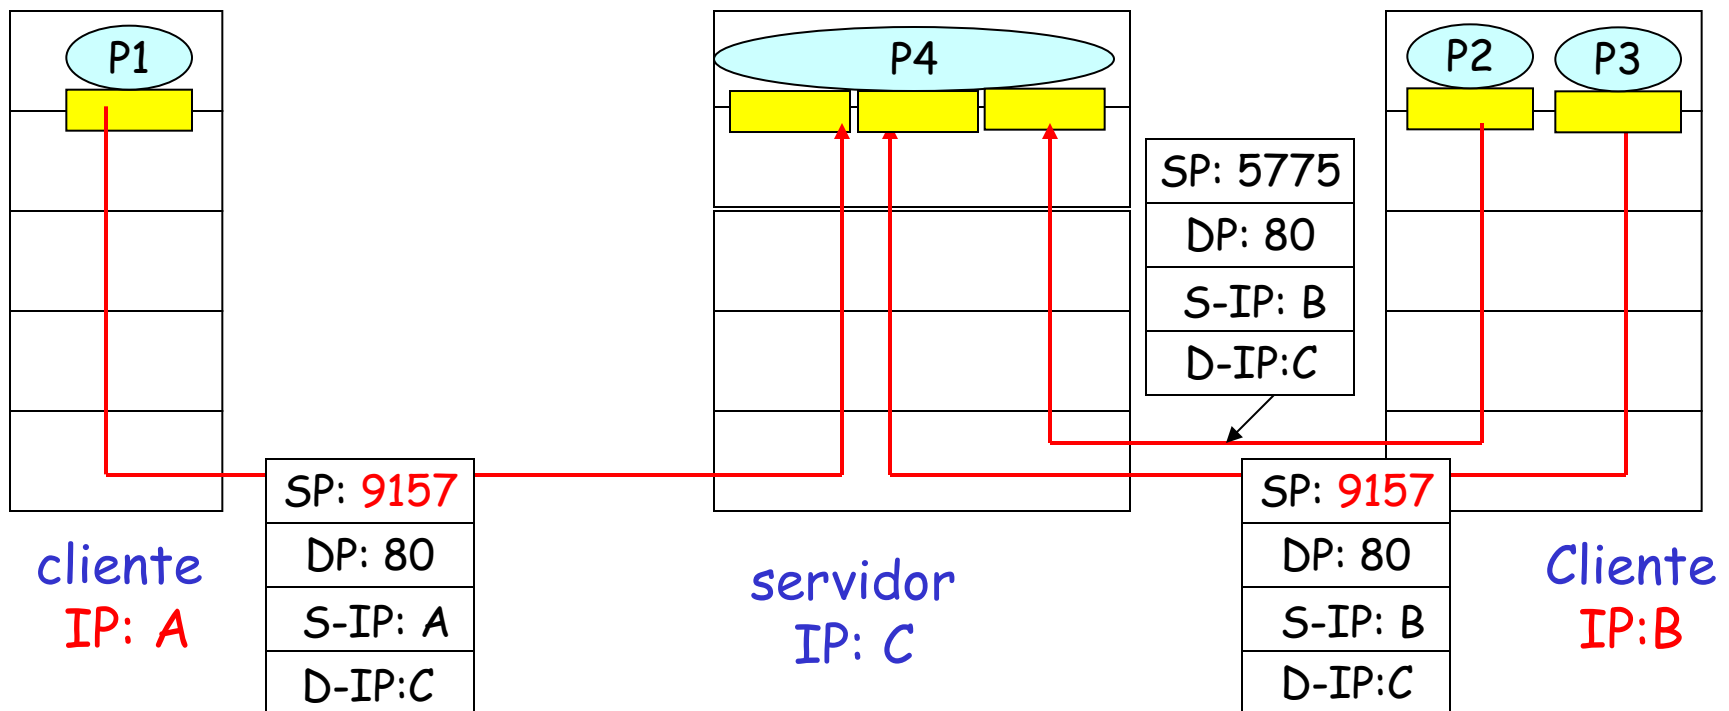 P1
P4
P2
P3
SP: 5775
DP: 80
S-IP: B
D-IP:C
SP: 9157
DP: 80
S-IP: A
D-IP:C
SP: 9157
DP: 80
S-IP: B
D-IP:C
cliente
IP: A
servidor
IP: C
Cliente
IP:B